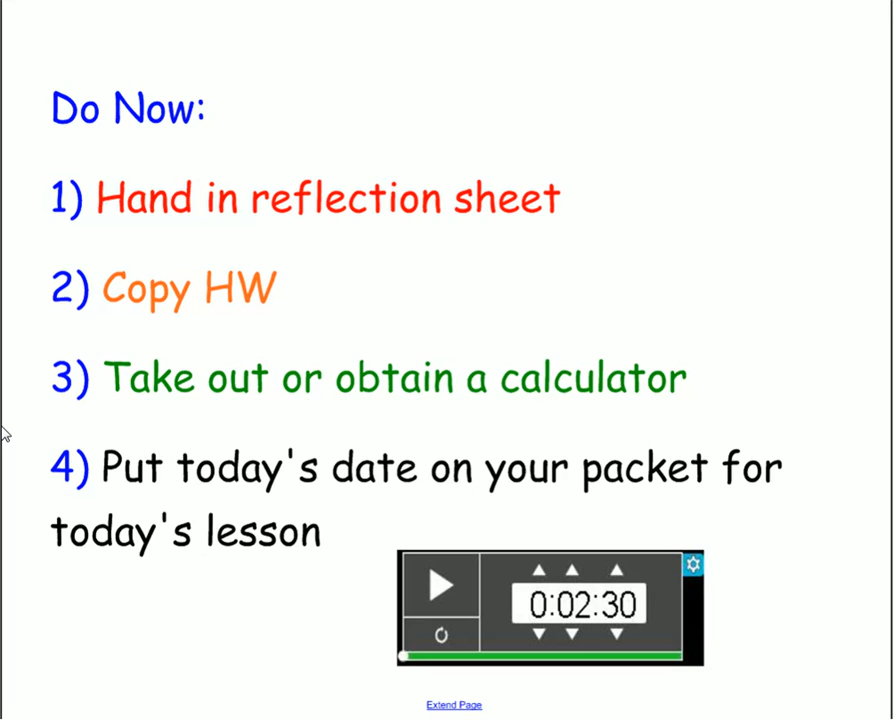 Do Now:
1) Hand in reflection sheet
2) Copy HW
3) Take out or obtain a calculator
4) Put today's date on your packet for
today's lesson
0:02:30
Extend Page